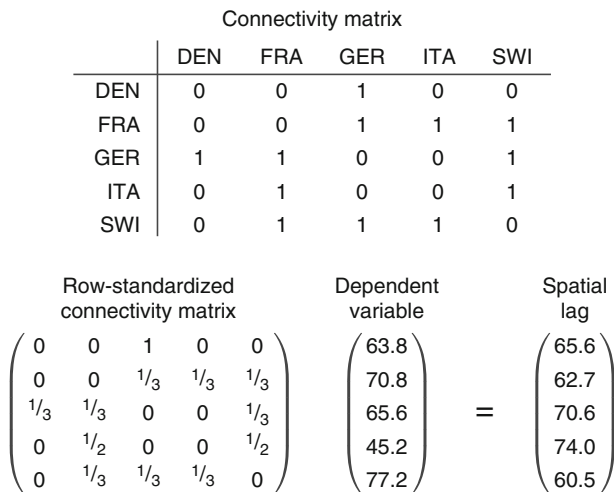 Connectivity matrix
DEN FRA GER ITA SWI
DEN 0 0 1 0 0
FRA 0 0 1 1 1
GER 1 1 0 0 1
ITA 0 1 0 0 1
SWI 0 1 1 1 0
Row-standardized connectivity matrix
Dependent variable
Spatial lag
0 0 1 0 0 63.8 65.6
0 0 1/3 1/3 1/3 70.8 62.7
1/3 1/3 0 0 1/3 65.6 = 70.6
0 1/2 0 0 1/2 45.2 74.0
0 1/3 1/3 1/3 0 77.2 60.5